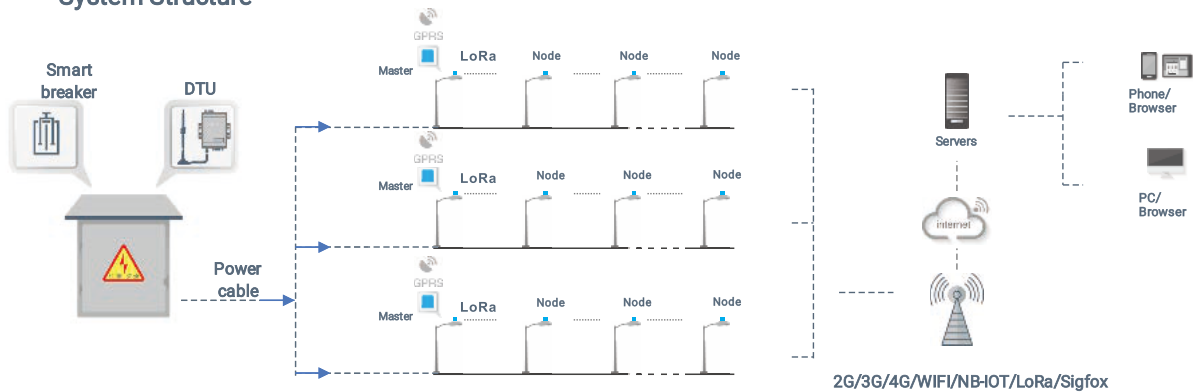 System Structure
Smart
breaker
DTU
Power
cable
GPRS
Master
LoRa
Node
Node
Node
GPRS
Master
LoRa
Node
Node
Node
GPRS
Master
LoRa
Node
Node
Node
Servers
internet
2G/3G/4G/WIFI/NB-IOT/LoRa/Sigfox
Phone/
Browser
PC/
Browser